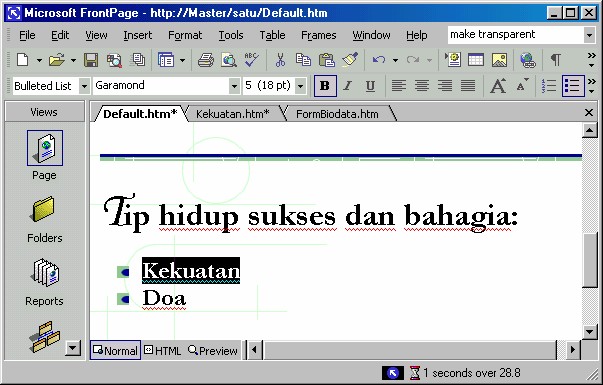 Microsoft FrontPage - http://Master/satu/Default.htm
File Edit View Insert Format Tools Table Frames Window Help make transparent
Bulleted List Garamond 5 (18 pt) B I U
Views Default.htm* Kekuatan.htm* FormBiodata.htm
Page
Folders
Reports
Tip hidup sukses dan bahagia:
Kekuatan
Doa
Normal HTML Preview
1 seconds over 28.8